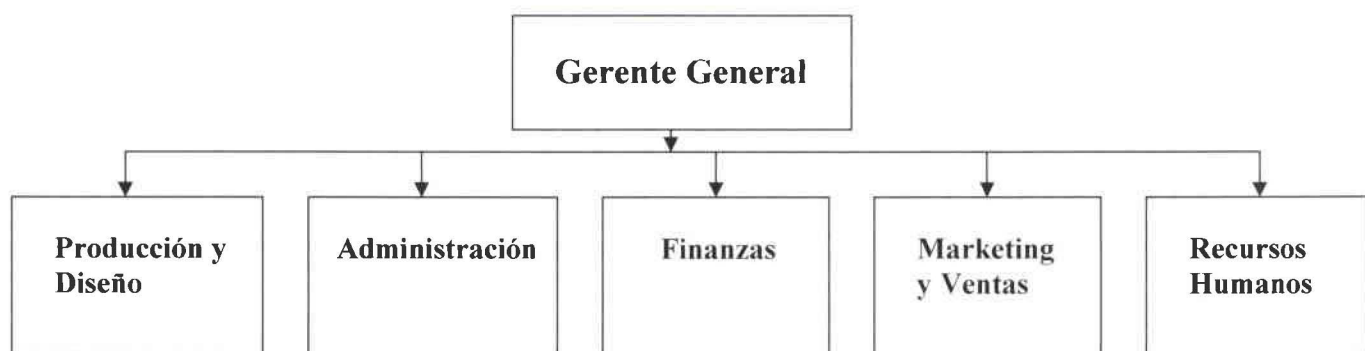 Gerente General
Producción y
Diseño
Administración
Finanzas
Marketing
y Ventas
Recursos
Humanos